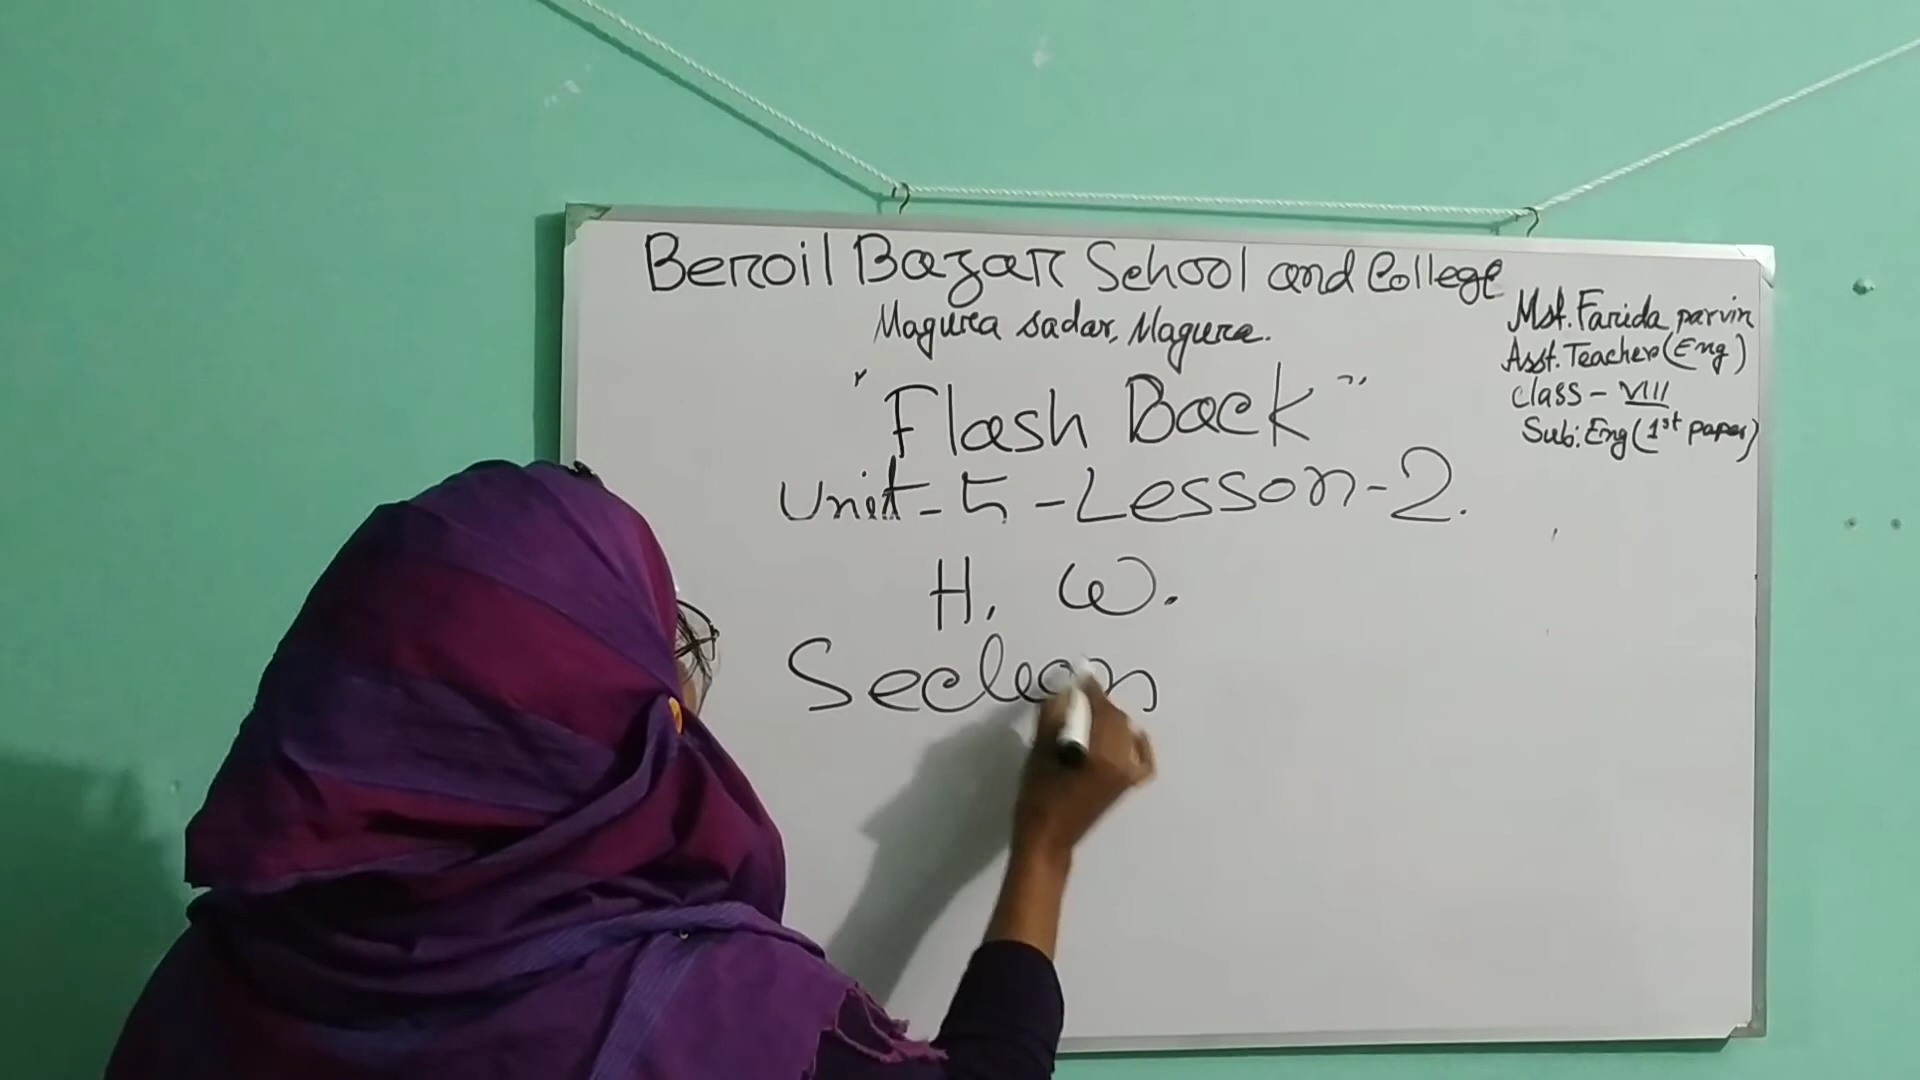 Beroil Bazar School and College
Magura sadar, Magura.
"Flash Back"
Unit-5-Lesson-2.
H. W.
Section
Mst. Farida parvin
Asst. Teacher (Eng)
Class - VIII
Sub: Eng (1st paper)